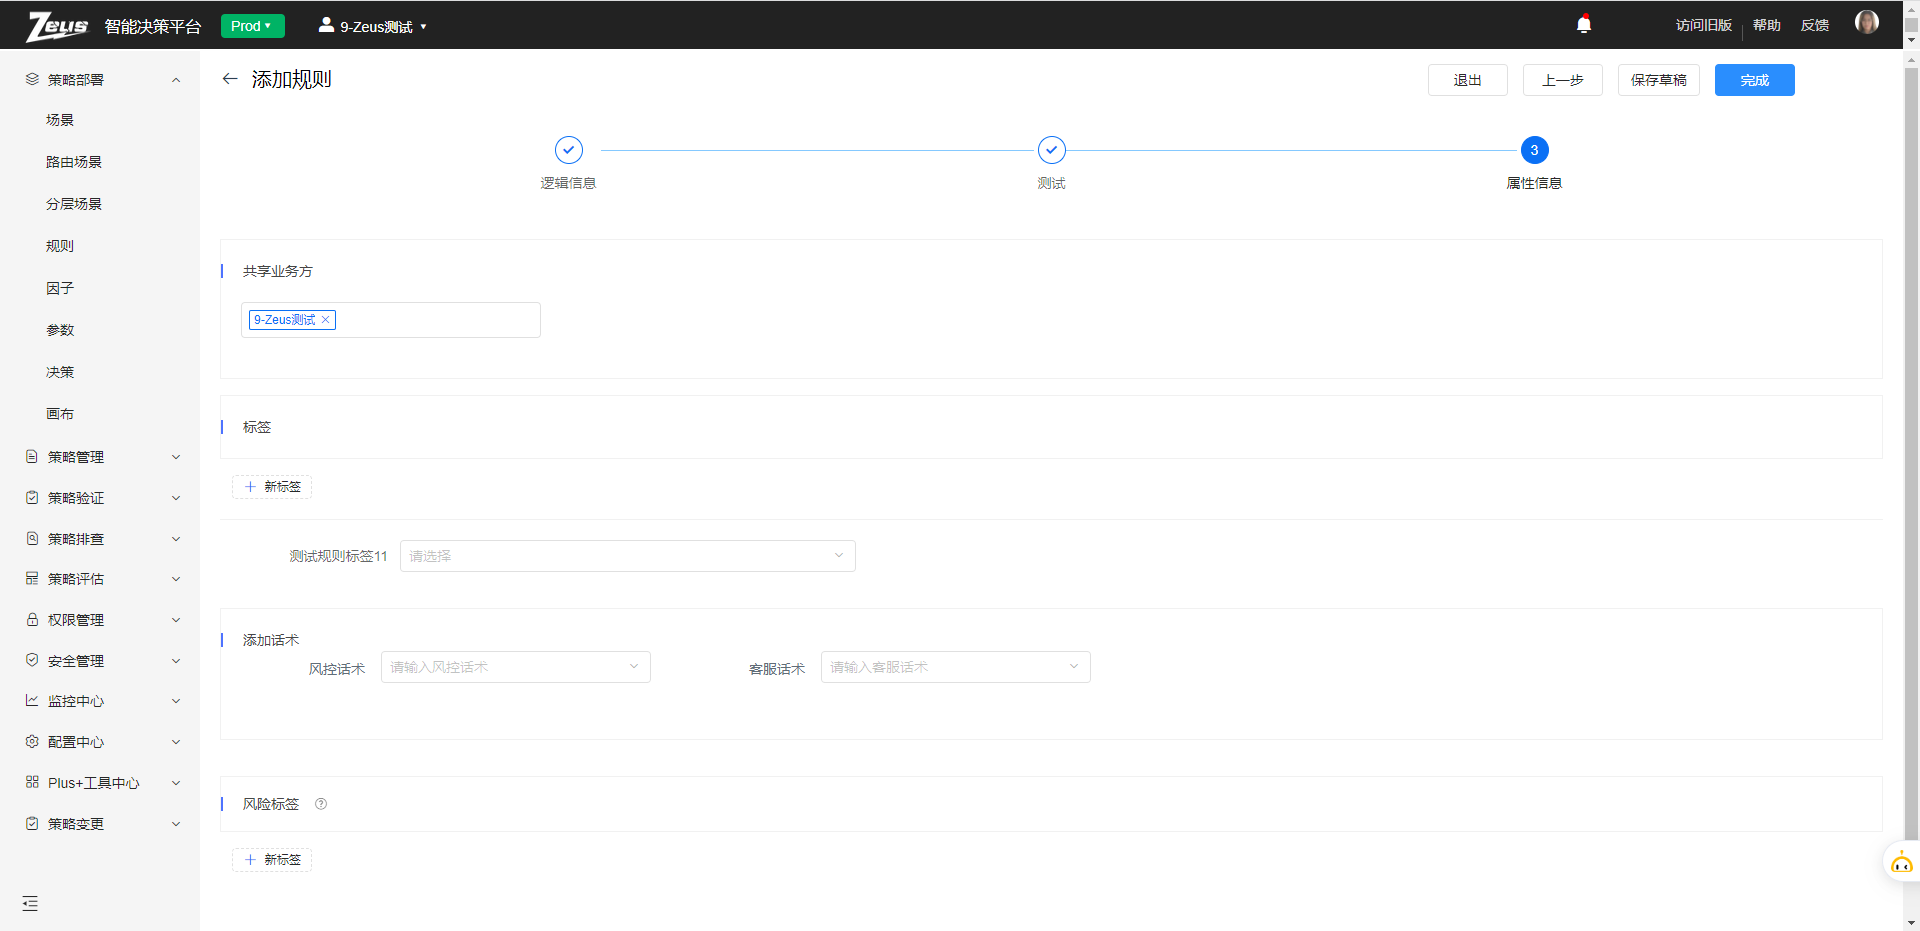 Zeus 智能决策平台 Prod 9-Zeus测试 访问旧版 帮助 反馈
策略部署
场景
路由场景
分层场景
规则
因子
参数
决策
画布
策略管理
策略验证
策略排查
策略评估
权限管理
安全管理
监控中心
配置中心
Plus+工具中心
策略变更
添加规则 退出 上一步 保存草稿 完成
3
逻辑信息 测试 属性信息
共享业务方
9-Zeus测试
标签
新标签
测试规则标签11 请选择
添加话术
风控话术 请输入风控话术 客服话术 请输入客服话术
风险标签
新标签